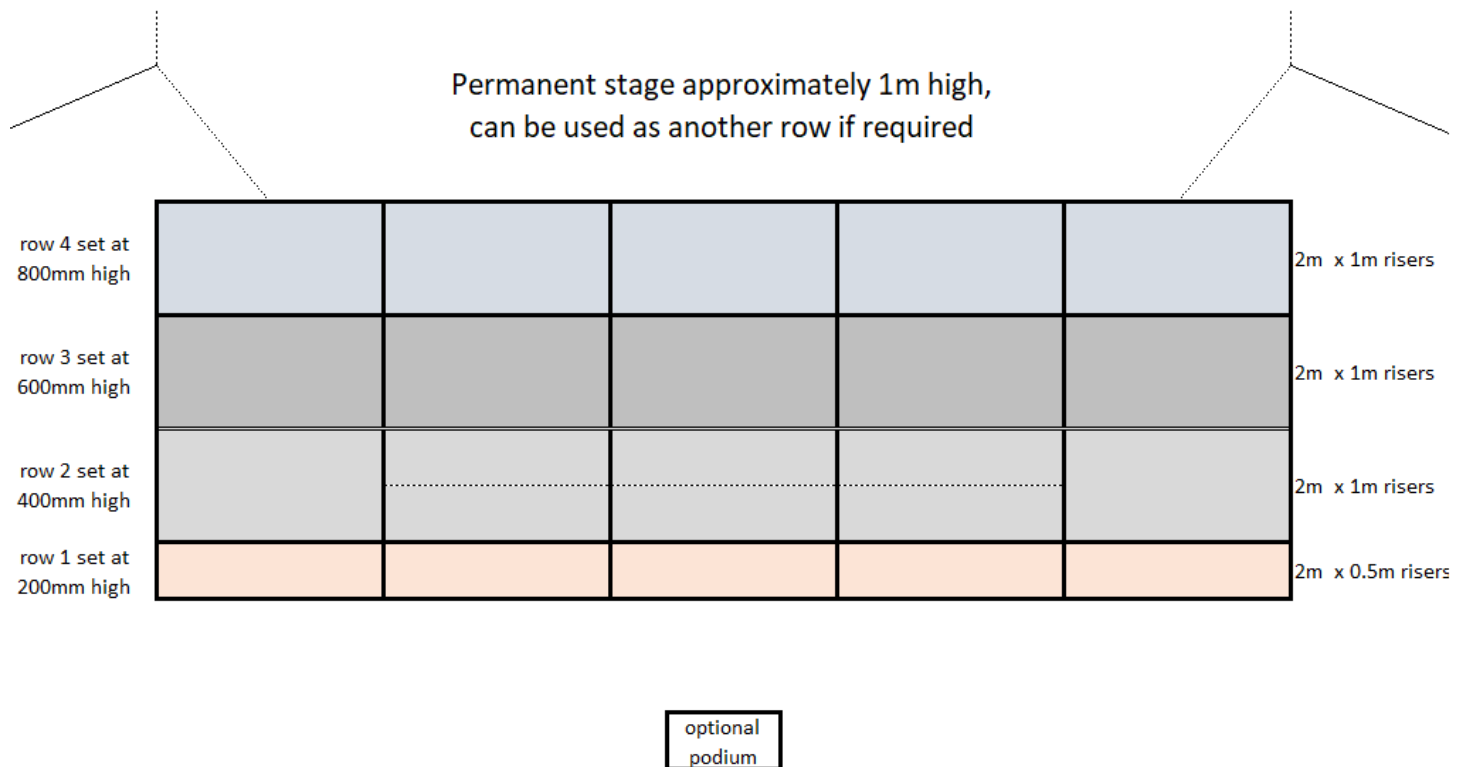 Permanent stage approximately 1m high,
can be used as another row if required
row 4 set at
800mm high
2m x 1m risers
row 3 set at
600mm high
2m x 1m risers
row 2 set at
400mm high
2m x 1m risers
row 1 set at
200mm high
2m x 0.5m risers
optional
podium